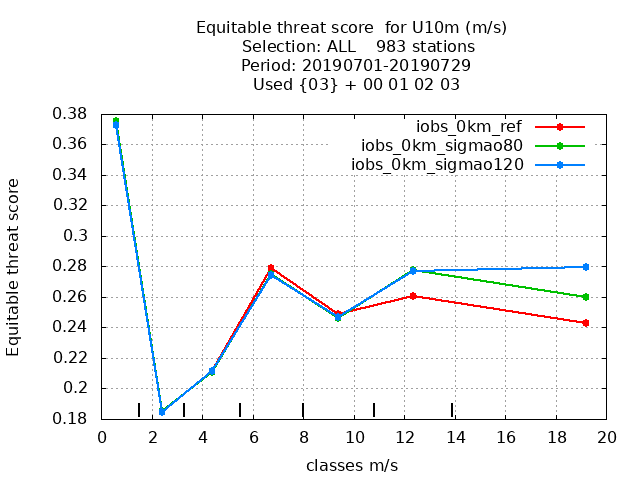 Equitable threat score  for U10m (m/s)
Selection: ALL    983 stations
Period: 20190701-20190729
Used {03} + 00 01 02 03
iobs_0km_ref
iobs_0km_sigmao80
iobs_0km_sigmao120
Equitable threat score
0.38
0.36
0.34
0.32
0.3
0.28
0.26
0.24
0.22
0.2
0.18
0 2 4 6 8 10 12 14 16 18 20
classes m/s